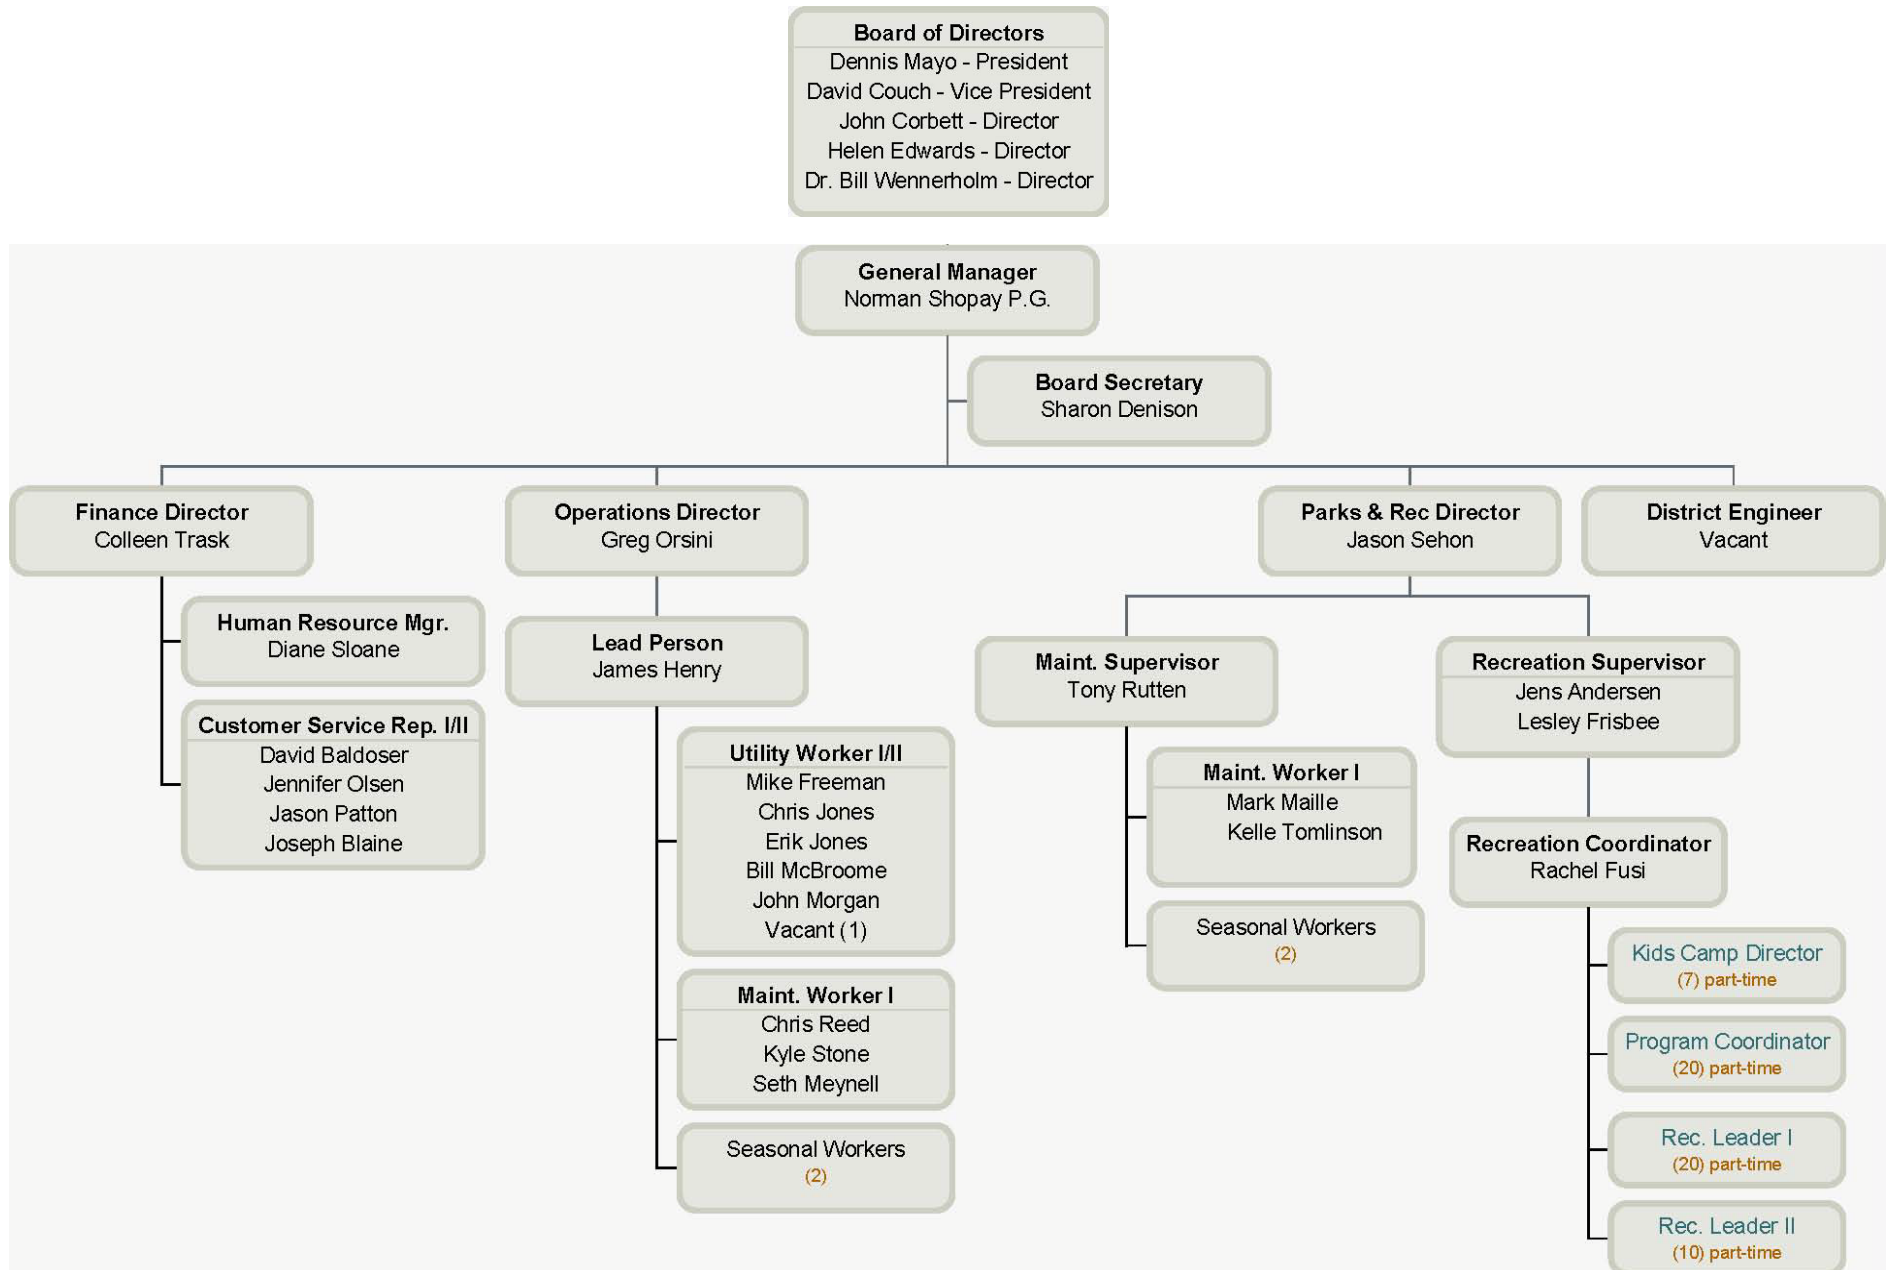 Board of Directors
Dennis Mayo - President
David Couch - Vice President
John Corbett - Director
Helen Edwards - Director
Dr. Bill Wennerholm - Director
General Manager
Norman Shopay P.G.
Board Secretary
Sharon Denison
Finance Director
Colleen Trask
Human Resource Mgr.
Diane Sloane
Customer Service Rep. I/II
David Baldoser
Jennifer Olsen
Jason Patton
Joseph Blaine
Operations Director
Greg Orsini
Lead Person
James Henry
Utility Worker I/II
Mike Freeman
Chris Jones
Erik Jones
Bill McBroome
John Morgan
Vacant (1)
Maint. Worker I
Chris Reed
Kyle Stone
Seth Meynell
Seasonal Workers
(2)
Parks & Rec Director
Jason Sehon
Maint. Supervisor
Tony Rutten
Maint. Worker I
Mark Maille
Kelle Tomlinson
Seasonal Workers
(2)
Recreation Supervisor
Jens Andersen
Lesley Frisbee
Recreation Coordinator
Rachel Fusi
Kids Camp Director
(7) part-time
Program Coordinator
(20) part-time
Rec. Leader I
(20) part-time
Rec. Leader II
(10) part-time
District Engineer
Vacant